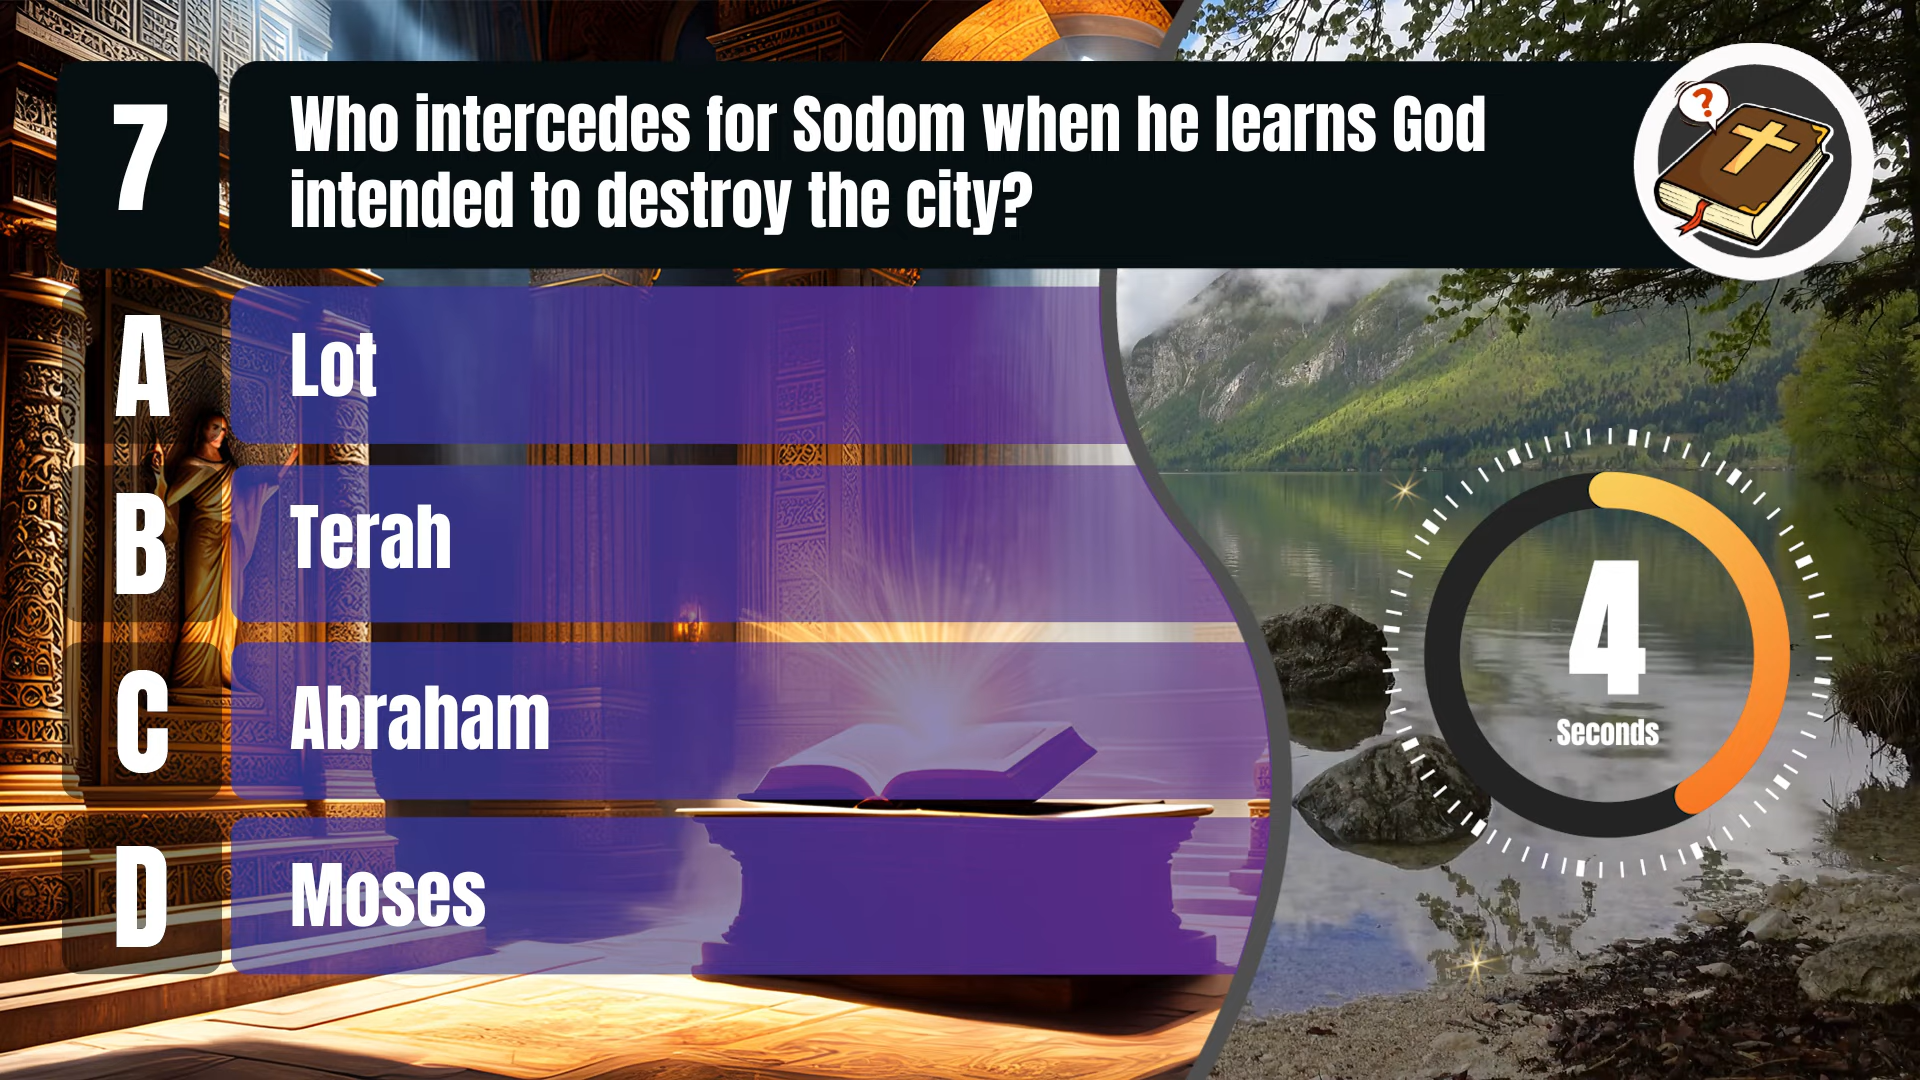 7
Who intercedes for Sodom when he learns God
intended to destroy the city?
?
A
Lot
B
Terah
C
Abraham
D
Moses
4
Seconds